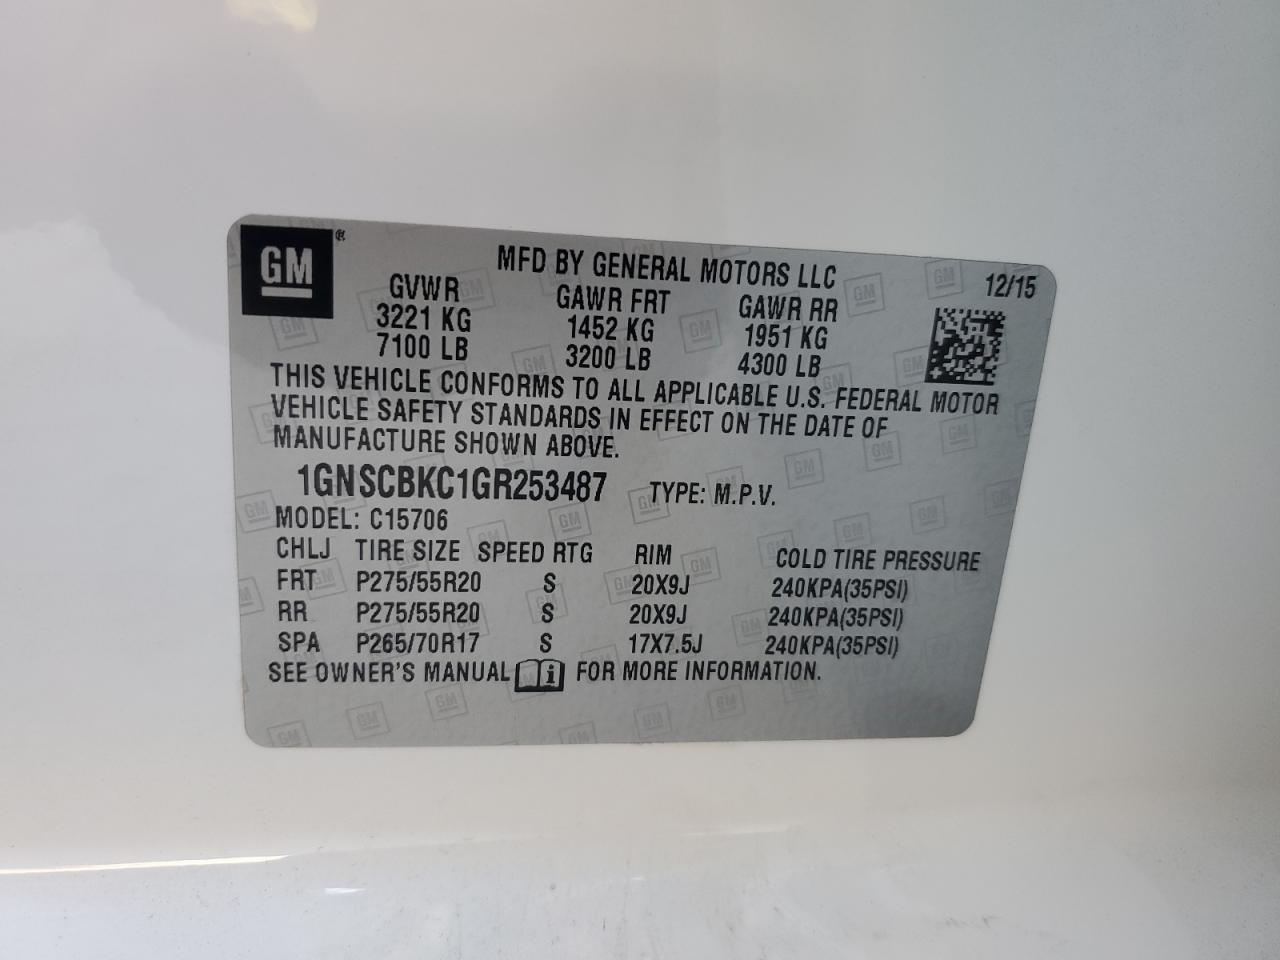 GM
MFD BY GENERAL MOTORS LLC 12/15
GVWR GAWR FRT GAWR RR
3221 KG 1452 KG 1951 KG
7100 LB 3200 LB 4300 LB
THIS VEHICLE CONFORMS TO ALL APPLICABLE U.S. FEDERAL MOTOR
VEHICLE SAFETY STANDARDS IN EFFECT ON THE DATE OF
MANUFACTURE SHOWN ABOVE.
1GNSCBKC1GR253487 TYPE: M.P.V.
MODEL: C15706
CHLJ TIRE SIZE SPEED RTG RIM COLD TIRE PRESSURE
FRT P275/55R20 S 20X9J 240KPA(35PSI)
RR P275/55R20 S 20X9J 240KPA(35PSI)
SPA P265/70R17 S 17X7.5J 240KPA(35PSI)
SEE OWNER'S MANUAL i FOR MORE INFORMATION.